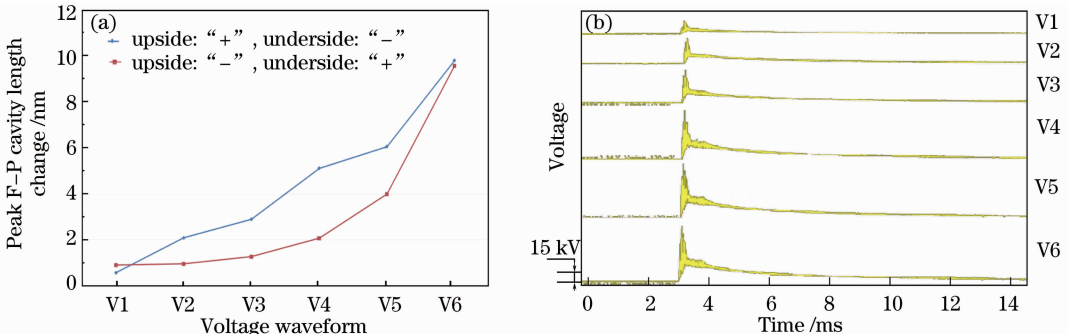 (a)
upside: “+”, underside: “−”
upside: “−”, underside: “+”
12
10
8
6
4
2
0
Peak F–P cavity length
change /nm
V1 V2 V3 V4 V5 V6
Voltage waveform
(b)
V1
V2
V3
V4
V5
V6
Voltage
15 kV
0 2 4 6 8 10 12 14
Time /ms